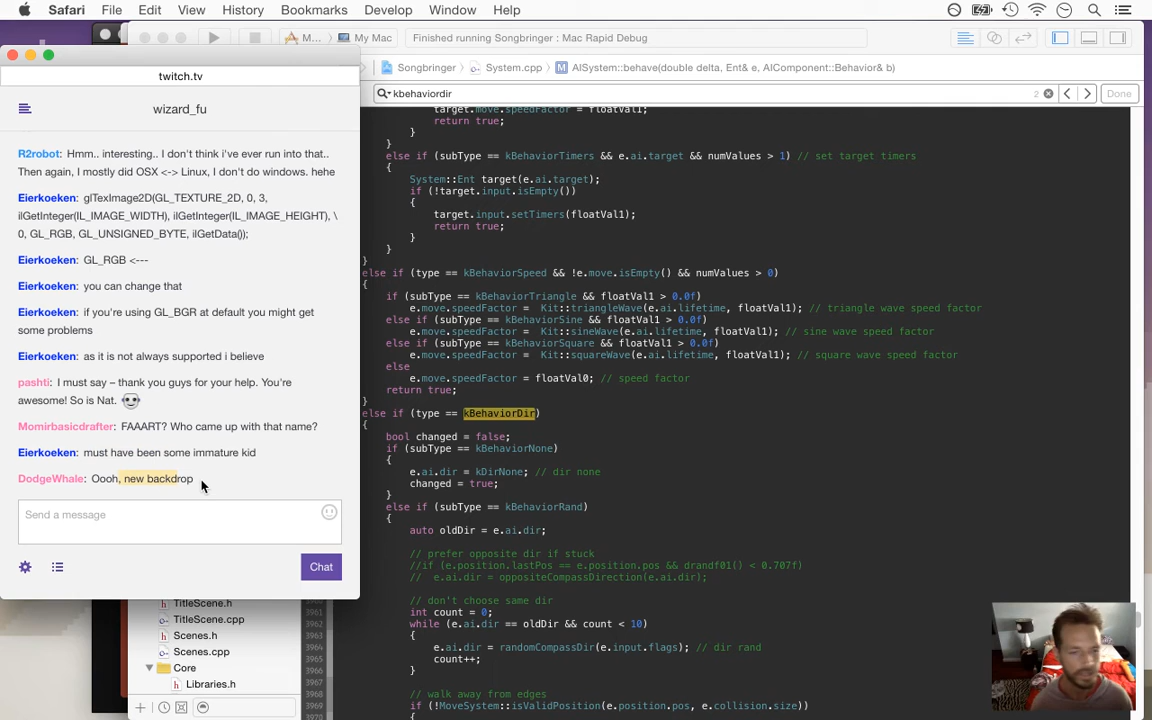 Safari File Edit View History Bookmarks Develop Window Help
M... My Mac Finished running Songbringer : Mac Rapid Debug
twitch.tv
wizard_fu
Songbringer System.cpp M AISystem::behave(double delta, Ent& e, AIComponent::Behavior& b)
kbehaviordir 2 Done
R2robot: Hmm.. interesting.. I don't think i've ever run into that..
Then again, I mostly did OSX <-> Linux, I don't do windows. hehe
Eierkoeken: glTexImage2D(GL_TEXTURE_2D, 0, 3,
ilGetInteger(IL_IMAGE_WIDTH), ilGetInteger(IL_IMAGE_HEIGHT), \
0, GL_RGB, GL_UNSIGNED_BYTE, ilGetData());
Eierkoeken: GL_RGB <---
Eierkoeken: you can change that
Eierkoeken: if you're using GL_BGR at default you might get
some problems
Eierkoeken: as it is not always supported i believe
pashti: I must say – thank you guys for your help. You're
awesome! So is Nat.
Momirbasicdrafter: FAAART? Who came up with that name?
Eierkoeken: must have been some immature kid
DodgeWhale: Oooh, new backdrop
Send a message
Chat
TitleScene.h
TitleScene.cpp
Scenes.h
Scenes.cpp
Core
Libraries.h
target.move.speedFactor = floatVal1;
return true;
}
}
else if (subType == kBehaviorTimers && e.ai.target && numValues > 1) // set target timers
{
System::Ent target(e.ai.target);
if (!target.input.isEmpty())
{
target.input.setTimers(floatVal1);
return true;
}
}
}
else if (type == kBehaviorSpeed && !e.move.isEmpty() && numValues > 0)
{
if (subType == kBehaviorTriangle && floatVal1 > 0.0f)
e.move.speedFactor = Kit::triangleWave(e.ai.lifetime, floatVal1); // triangle wave speed factor
else if (subType == kBehaviorSine && floatVal1 > 0.0f)
e.move.speedFactor = Kit::sineWave(e.ai.lifetime, floatVal1); // sine wave speed factor
else if (subType == kBehaviorSquare && floatVal1 > 0.0f)
e.move.speedFactor = Kit::squareWave(e.ai.lifetime, floatVal1); // square wave speed factor
else
e.move.speedFactor = floatVal0; // speed factor
return true;
}
else if (type == kBehaviorDir)
{
bool changed = false;
if (subType == kBehaviorNone)
{
e.ai.dir = kDirNone; // dir none
changed = true;
}
else if (subType == kBehaviorRand)
{
auto oldDir = e.ai.dir;
// prefer opposite dir if stuck
//if (e.position.lastPos == e.position.pos && drandf01() < 0.707f)
// e.ai.dir = oppositeCompassDirection(e.ai.dir);
// don't choose same dir
3961 int count = 0;
3962 while (e.ai.dir == oldDir && count < 10)
3963 {
3964 e.ai.dir = randomCompassDir(e.input.flags); // dir rand
3965 count++;
3966 }
3967
3968 // walk away from edges
3969 if (!MoveSystem::isValidPosition(e.position.pos, e.collision.size))
3970 {